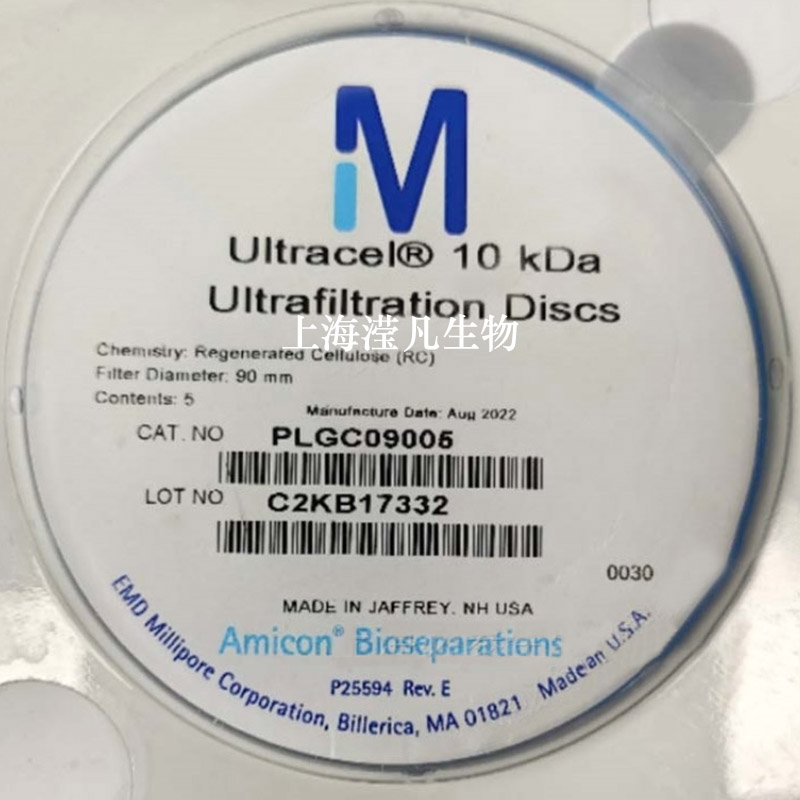 M
Ultracel® 10 kDa
Ultrafiltration Discs
上海滢凡生物
Chemistry: Regenerated Cellulose (RC)
Filter Diameter: 90 mm
Contents: 5
Manufacture Date: Aug 2022
CAT. NO PLGC09005
LOT NO C2KB17332
0030
MADE IN JAFFREY, NH USA
Amicon® Bioseparations
P25594 Rev. E
EMD Millipore Corporation, Billerica, MA 01821 Made an U.S.A.